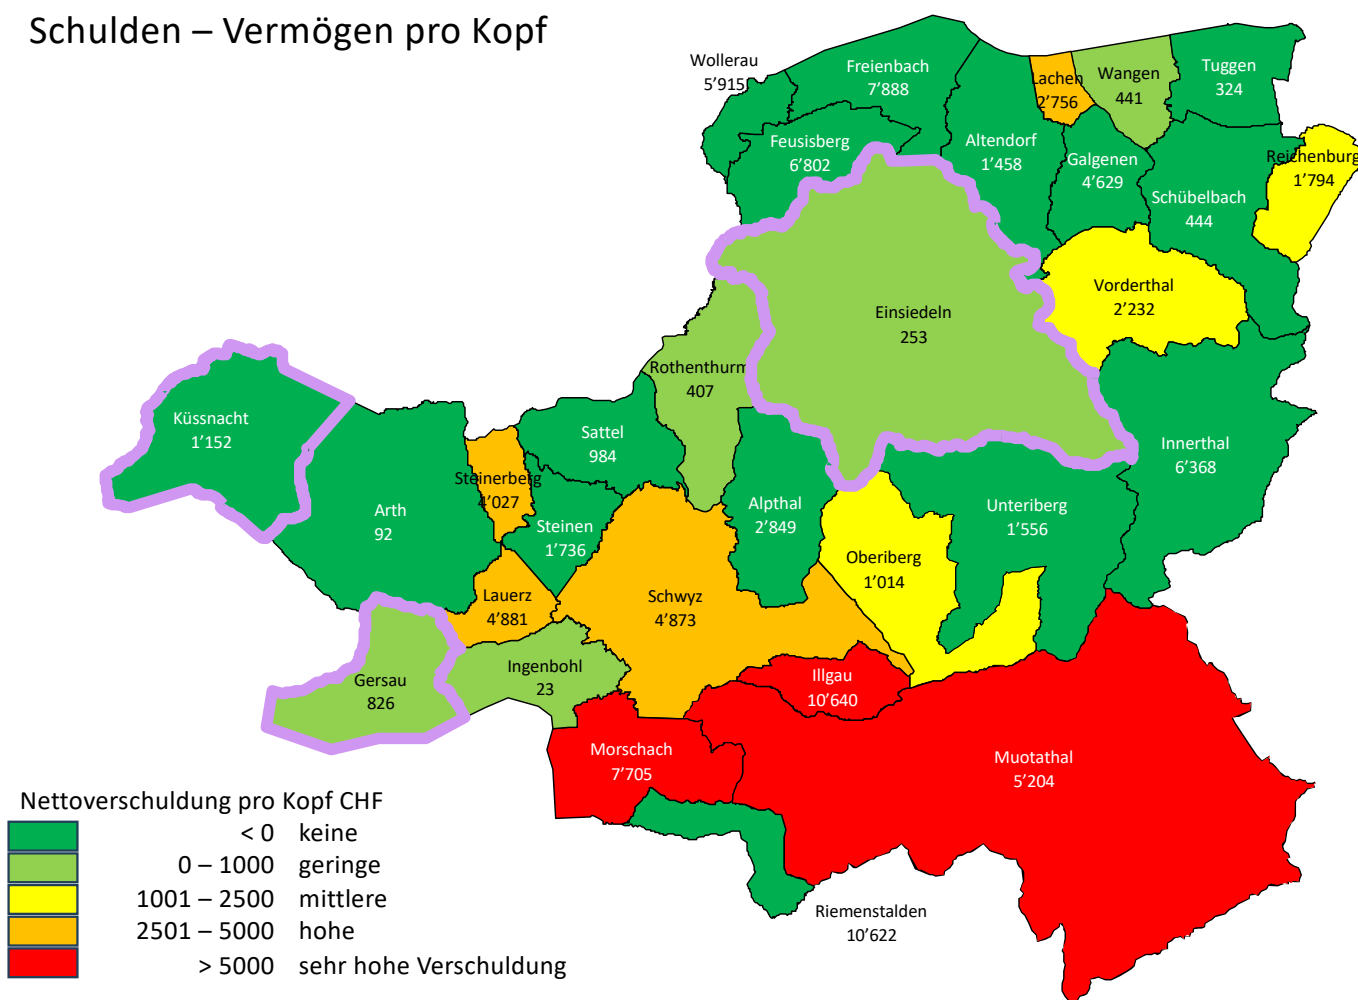 Schulden – Vermögen pro Kopf
Wollerau
5’915
Freienbach
7’888
Feusisberg
6’802
Altendorf
1’458
Lachen
2’756
Wangen
441
Tuggen
324
Galgenen
4’629
Reichenburg
1’794
Schübelbach
444
Vorderthal
2’232
Einsiedeln
253
Rothenthurm
407
Küssnacht
1’152
Sattel
984
Innerthal
6’368
Steinerberg
4’027
Arth
92
Steinen
1’736
Alpthal
2’849
Unteriberg
1’556
Oberiberg
1’014
Lauerz
4’881
Schwyz
4’873
Ingenbohl
23
Gersau
826
Illgau
10’640
Morschach
7’705
Muotathal
5’204
Riemenstalden
10’622
Nettoverschuldung pro Kopf CHF
< 0 keine
0 – 1000 geringe
1001 – 2500 mittlere
2501 – 5000 hohe
> 5000 sehr hohe Verschuldung